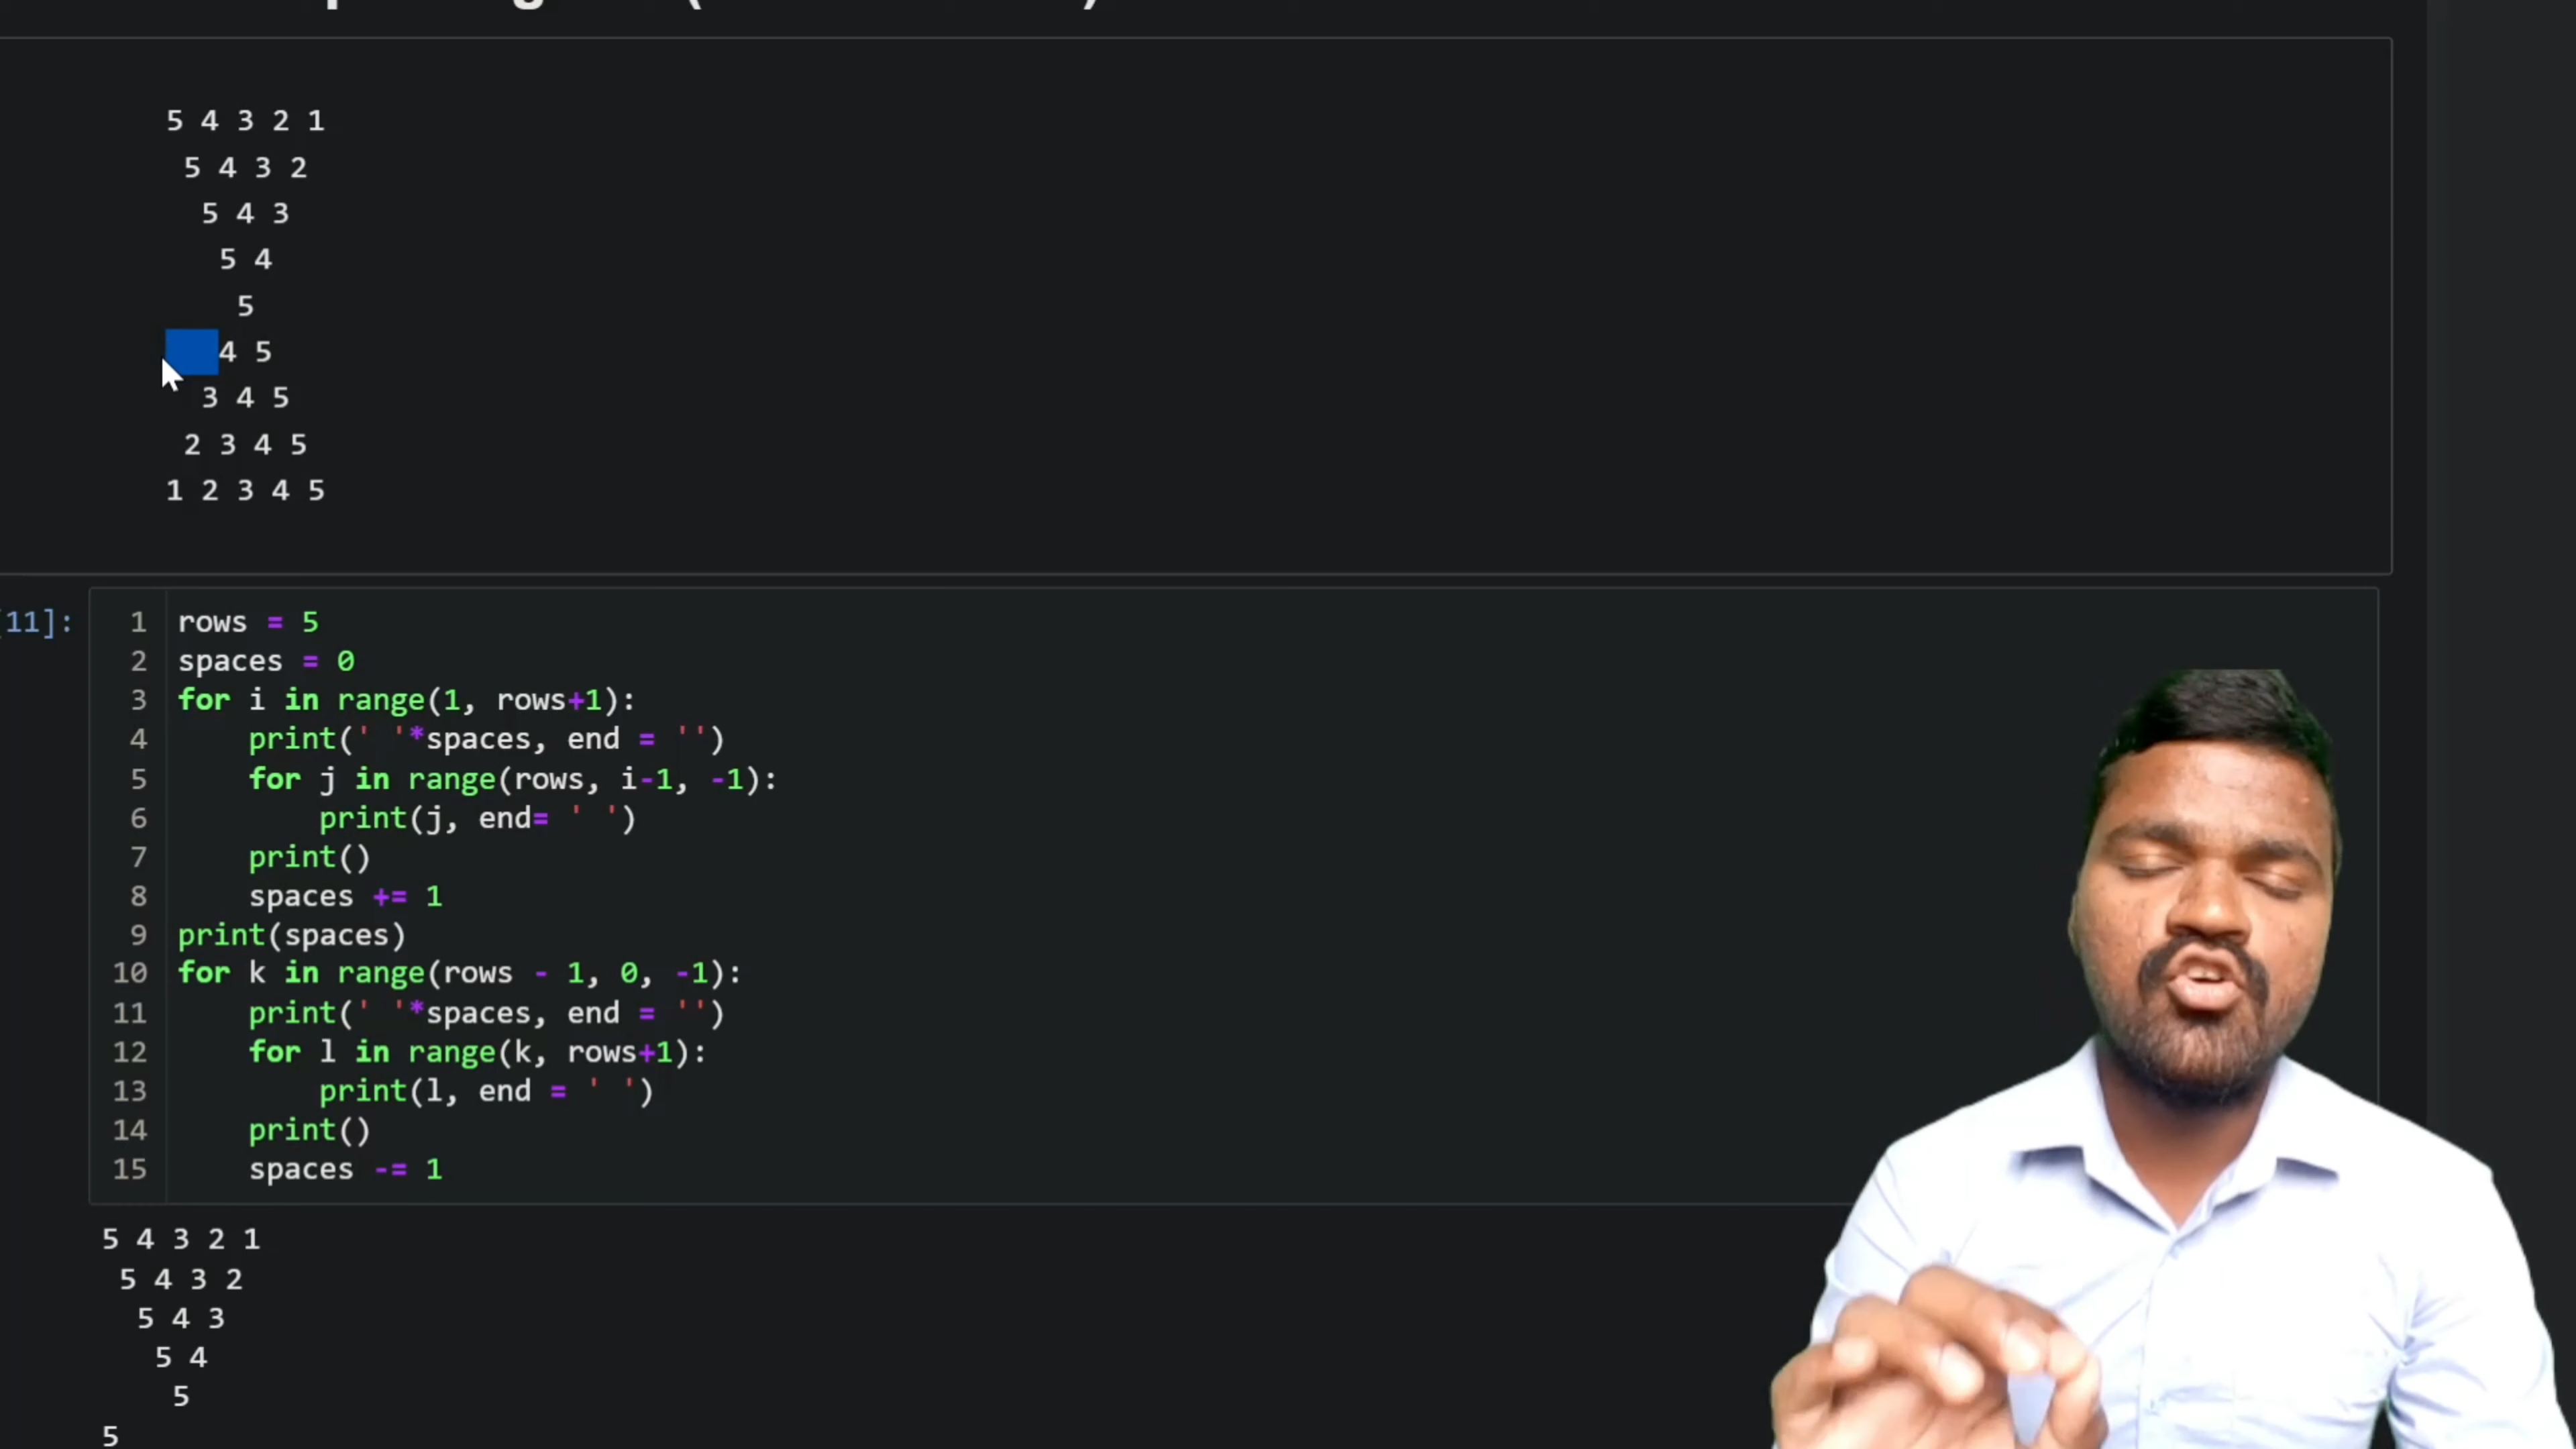 5 4 3 2 1
5 4 3 2
5 4 3
5 4
5
4 5
3 4 5
2 3 4 5
1 2 3 4 5
[11]:
1 rows = 5
2 spaces = 0
3 for i in range(1, rows+1):
4 print(' '*spaces, end = '')
5 for j in range(rows, i-1, -1):
6 print(j, end= ' ')
7 print()
8 spaces += 1
9 print(spaces)
10 for k in range(rows - 1, 0, -1):
11 print(' '*spaces, end = '')
12 for l in range(k, rows+1):
13 print(l, end = ' ')
14 print()
15 spaces -= 1
5 4 3 2 1
5 4 3 2
5 4 3
5 4
5
5